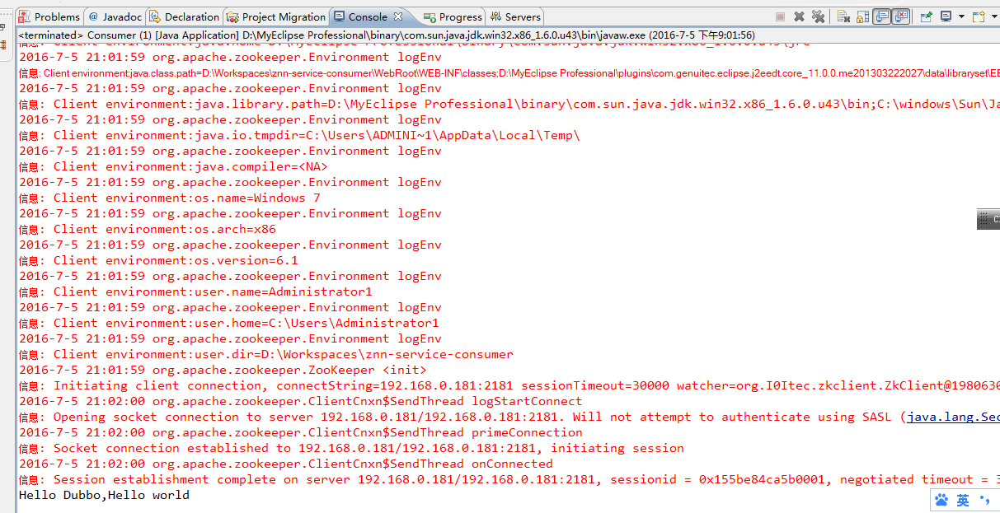 Problems @ Javadoc Declaration Project Migration Console Progress Servers
<terminated> Consumer (1) [Java Application] D:\MyEclipse Professional\binary\com.sun.java.jdk.win32.x86_1.6.0.u43\bin\javaw.exe (2016-7-5 下午9:01:56)
2016-7-5 21:01:59 org.apache.zookeeper.Environment logEnv
信息: Client environment:java.class.path=D:\Workspaces\znn-service-consumer\WebRoot\WEB-INF\classes;D:\MyEclipse Professional\plugins\com.genuitec.eclipse.j2eedt.core_11.0.0.me201303222027\data\libraryset\EE
2016-7-5 21:01:59 org.apache.zookeeper.Environment logEnv
信息: Client environment:java.library.path=D:\MyEclipse Professional\binary\com.sun.java.jdk.win32.x86_1.6.0.u43\bin;C:\windows\Sun\Ja
2016-7-5 21:01:59 org.apache.zookeeper.Environment logEnv
信息: Client environment:java.io.tmpdir=C:\Users\ADMINI~1\AppData\Local\Temp\
2016-7-5 21:01:59 org.apache.zookeeper.Environment logEnv
信息: Client environment:java.compiler=<NA>
2016-7-5 21:01:59 org.apache.zookeeper.Environment logEnv
信息: Client environment:os.name=Windows 7
2016-7-5 21:01:59 org.apache.zookeeper.Environment logEnv
信息: Client environment:os.arch=x86
2016-7-5 21:01:59 org.apache.zookeeper.Environment logEnv
信息: Client environment:os.version=6.1
2016-7-5 21:01:59 org.apache.zookeeper.Environment logEnv
信息: Client environment:user.name=Administrator1
2016-7-5 21:01:59 org.apache.zookeeper.Environment logEnv
信息: Client environment:user.home=C:\Users\Administrator1
2016-7-5 21:01:59 org.apache.zookeeper.Environment logEnv
信息: Client environment:user.dir=D:\Workspaces\znn-service-consumer
2016-7-5 21:01:59 org.apache.zookeeper.ZooKeeper <init>
信息: Initiating client connection, connectString=192.168.0.181:2181 sessionTimeout=30000 watcher=org.I0Itec.zkclient.ZkClient@1980630
2016-7-5 21:02:00 org.apache.zookeeper.ClientCnxn$SendThread logStartConnect
信息: Opening socket connection to server 192.168.0.181/192.168.0.181:2181. Will not attempt to authenticate using SASL (java.lang.Sec
2016-7-5 21:02:00 org.apache.zookeeper.ClientCnxn$SendThread primeConnection
信息: Socket connection established to 192.168.0.181/192.168.0.181:2181, initiating session
2016-7-5 21:02:00 org.apache.zookeeper.ClientCnxn$SendThread onConnected
信息: Session establishment complete on server 192.168.0.181/192.168.0.181:2181, sessionid = 0x155be84ca5b0001, negotiated timeout = 3
Hello Dubbo,Hello world
英